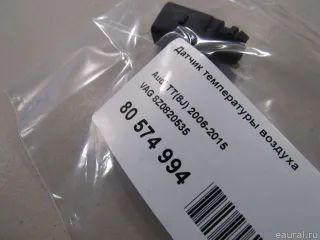 Датчик температуры воздуха
Audi TT(8J) 2006-2015
VAG 8Z0820535
80 574 994
eaural.ru